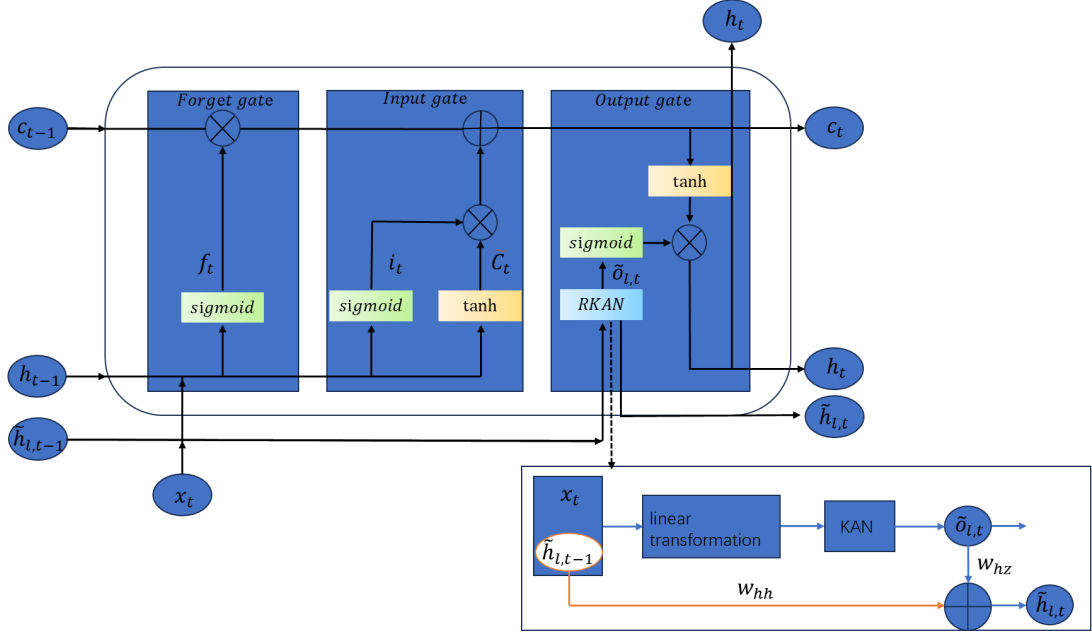 h_t
Forget gate
Input gate
Output gate
c_{t-1}
c_t
tanh
sigmoid
f_t
i_t
C̃_t
õ_{l,t}
sigmoid
sigmoid
tanh
RKAN
h_{t-1}
h_t
h̃_{l,t-1}
h̃_{l,t}
x_t
x_t
linear
transformation
KAN
õ_{l,t}
h̃_{l,t-1}
w_{hz}
w_{hh}
h̃_{l,t}